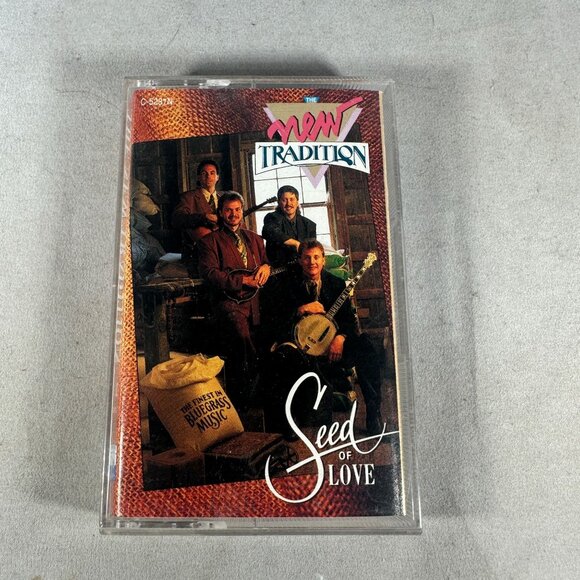 C-5281N
THE
new
TRADITION
THE FINEST IN
BLUEGRASS
MUSIC
Seed
OF
LOVE